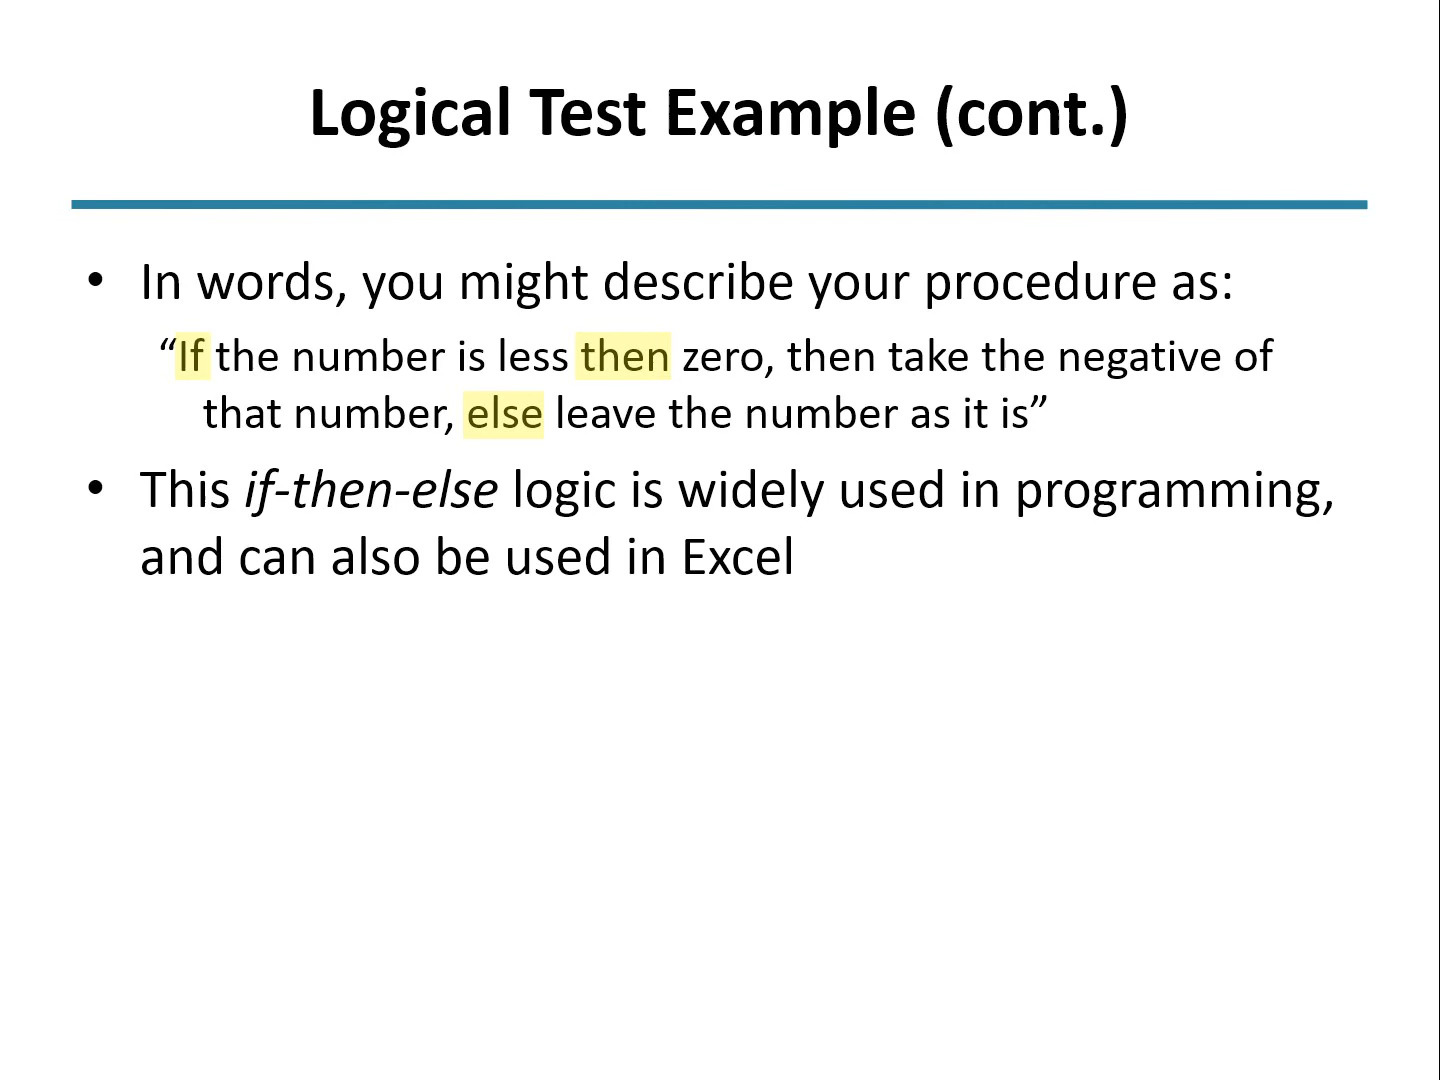 Logical Test Example (cont.)
• In words, you might describe your procedure as:
“If the number is less then zero, then take the negative of
that number, else leave the number as it is”
• This if-then-else logic is widely used in programming,
and can also be used in Excel